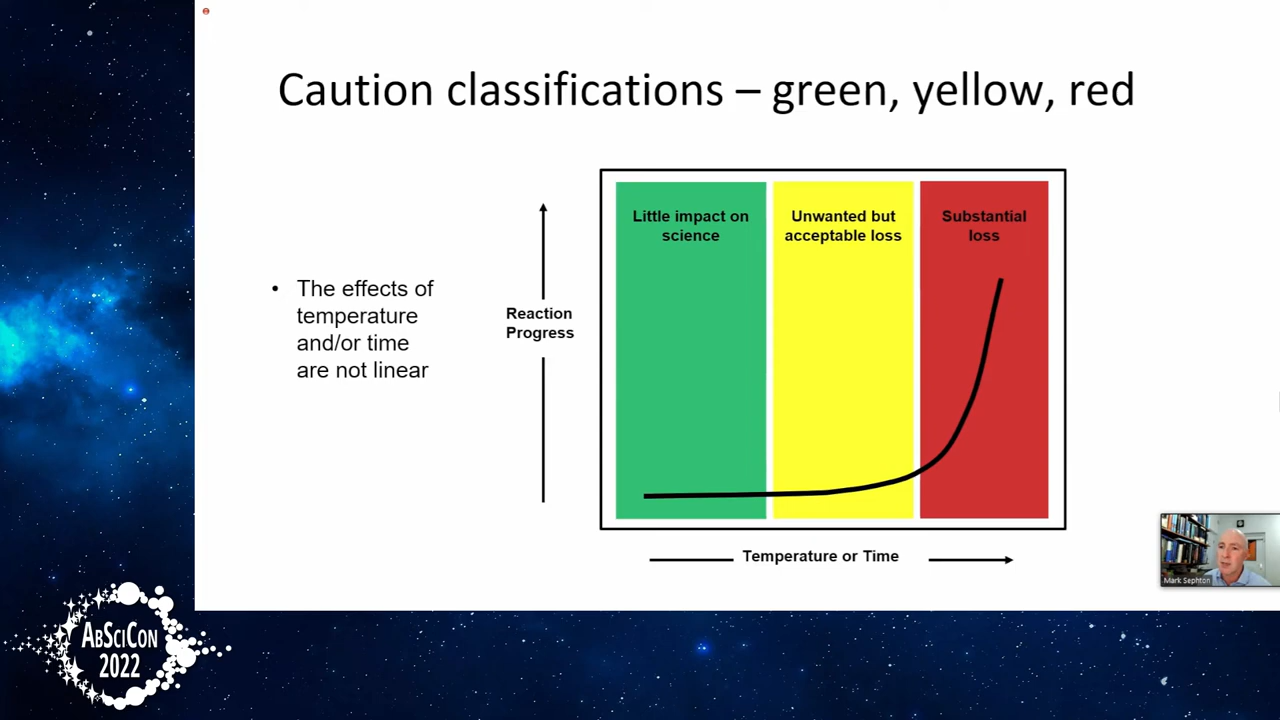 Caution classifications – green, yellow, red
• The effects of
temperature
and/or time
are not linear
Reaction
Progress
Little impact on
science
Unwanted but
acceptable loss
Substantial
loss
Temperature or Time
Mark Sephton
AbSciCon
2022